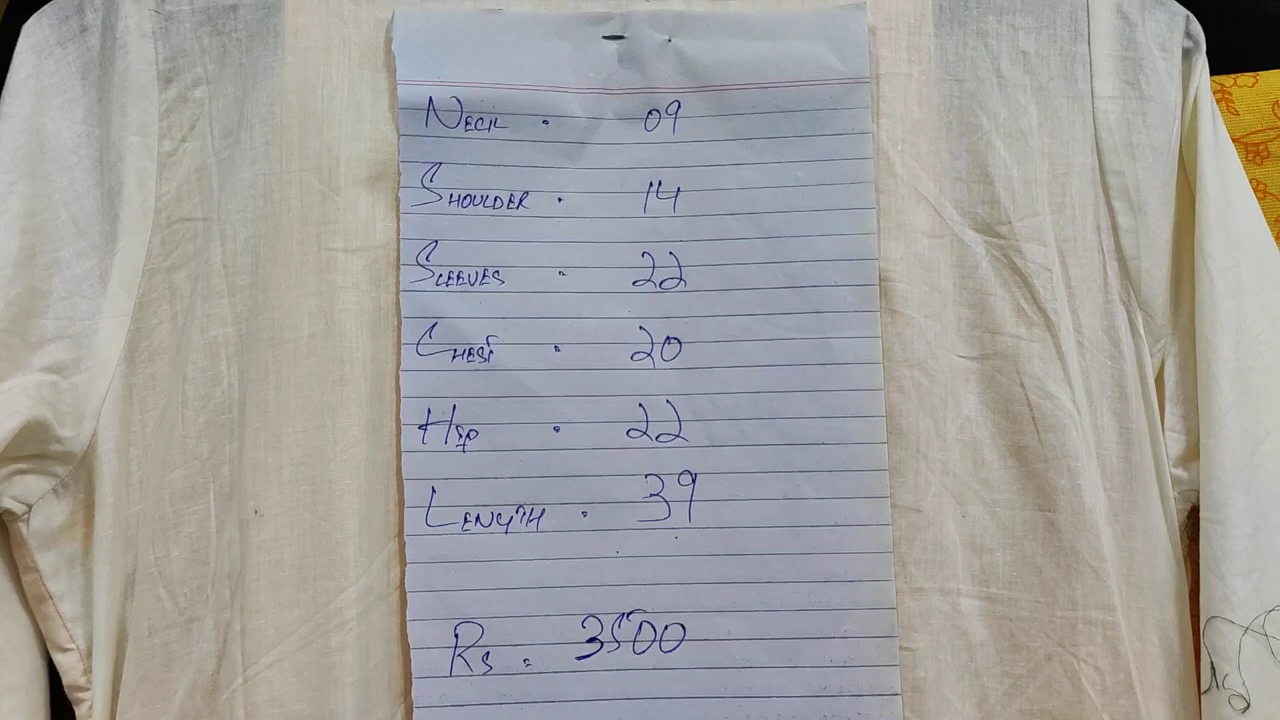 NECK . 09
SHOULDER . 14
SLEEVES . 22
CHEST . 20
HIP . 22
LENGTH . 39
Rs . 3500